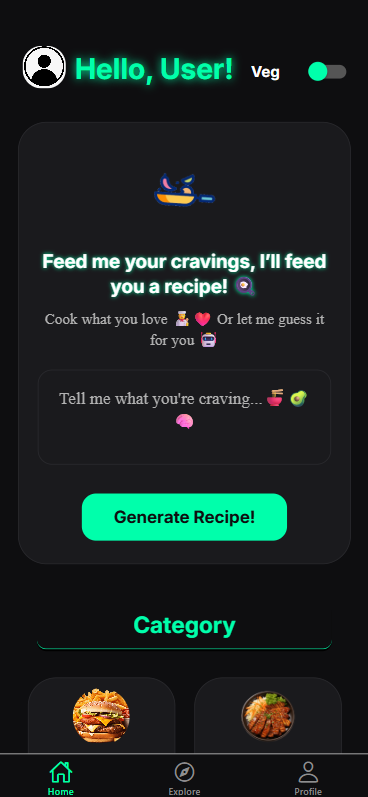 Hello, User!
Veg
Feed me your cravings, I’ll feed
you a recipe! 🍳
Cook what you love 👩‍🍳 ❤️ Or let me guess it
for you 🤖
Tell me what you're craving... 🍜 🥑
🧠
Generate Recipe!
Category
Home Explore Profile